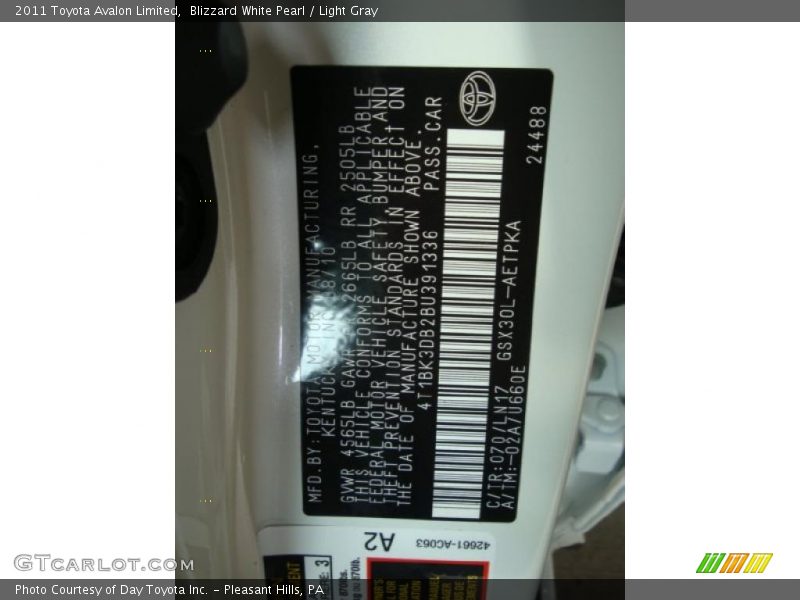 2011 Toyota Avalon Limited, Blizzard White Pearl / Light Gray
MFD.BY:TOYOTA MOTOR MANUFACTURING,
KENTUCKY, INC. 08/10
GVWR 4565LB GAWR FR 2665LB RR 2505LB
THIS VEHICLE CONFORMS TO ALL APPLICABLE
FEDERAL MOTOR VEHICLE SAFETY, BUMPER AND
THEFT PREVENTION STANDARDS IN EFFECT ON
THE DATE OF MANUFACTURE SHOWN ABOVE.
4T1BK3DB2BU391336 PASS.CAR
C/TR:070/LN17 GSX30L-AETPKA
A/TM:-02A/U660E
24488
42661-AC063
A2
3
GTcarlot.com
Photo Courtesy of Day Toyota Inc. - Pleasant Hills, PA